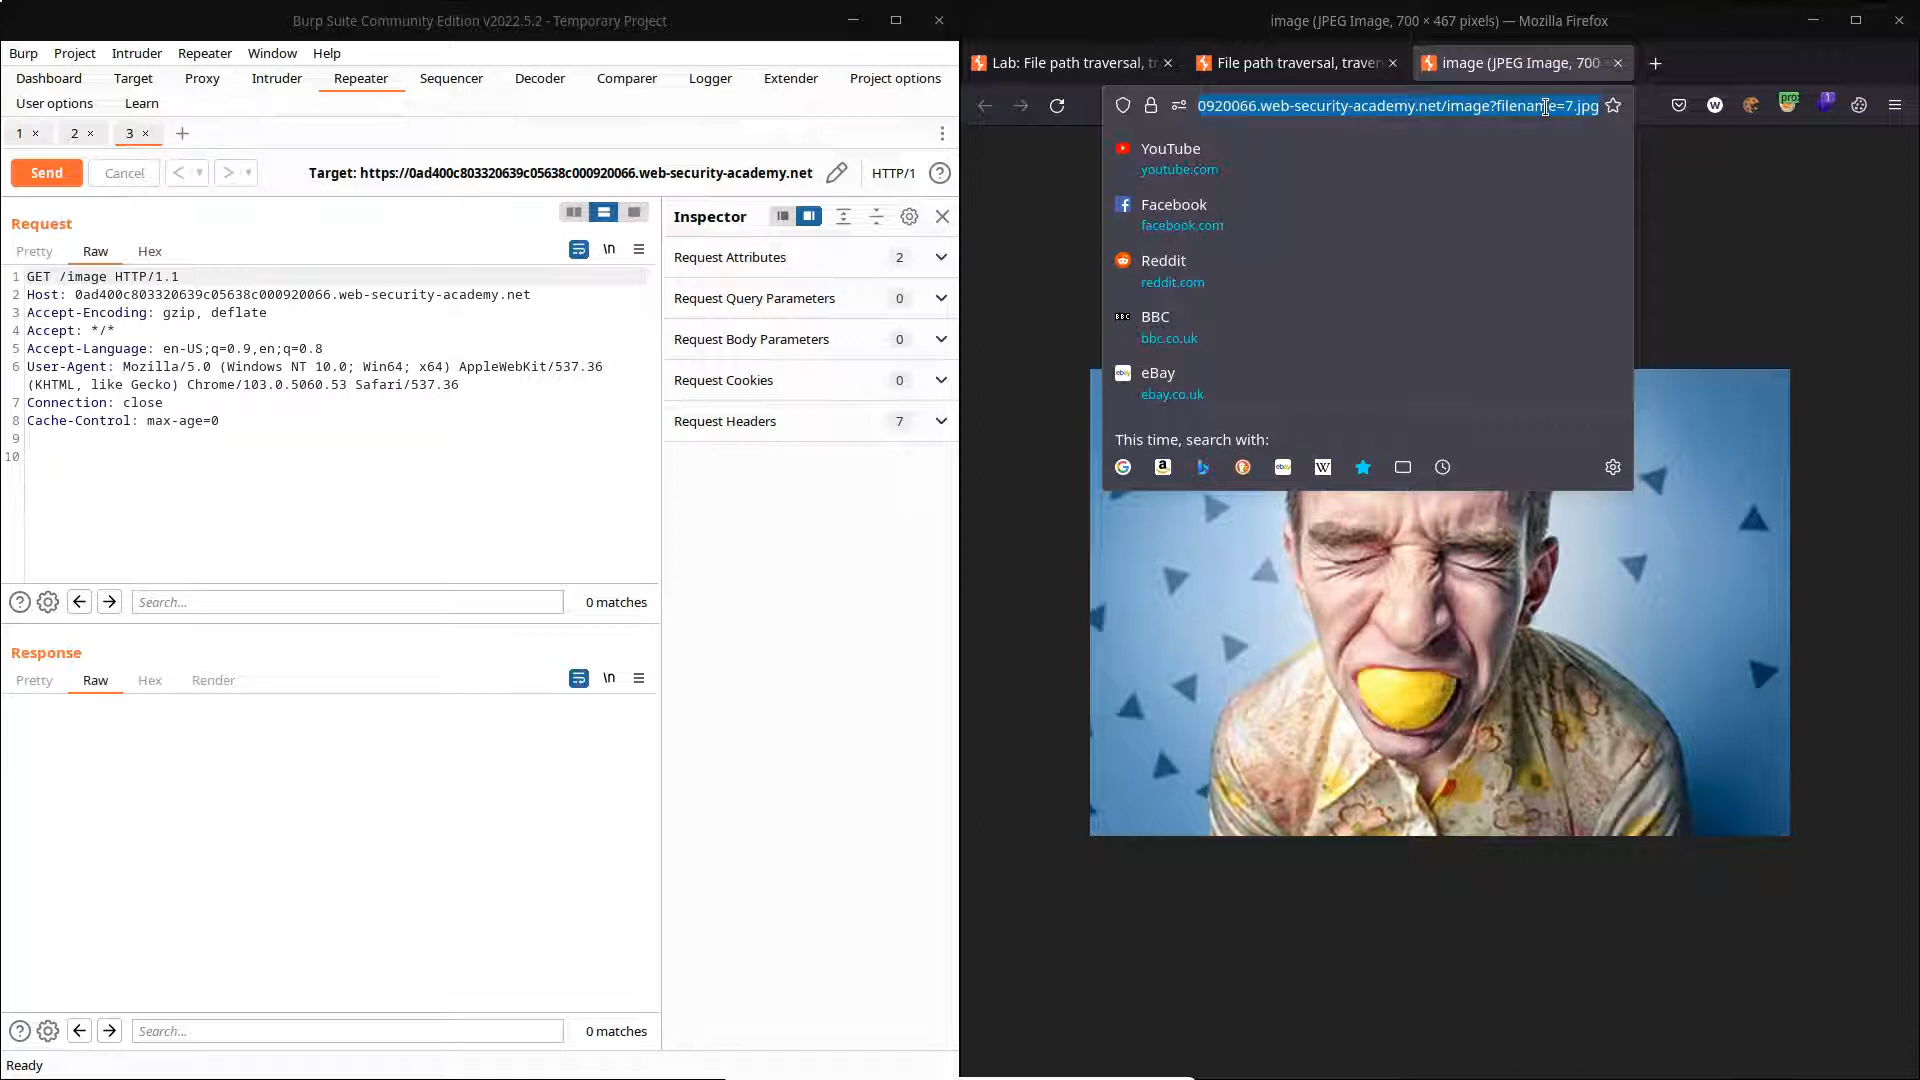 Burp Suite Community Edition v2022.5.2 - Temporary Project
Burp Project Intruder Repeater Window Help
Dashboard Target Proxy Intruder Repeater Sequencer Decoder Comparer Logger Extender Project options
User options Learn
1 × 2 × 3 × +
Send Cancel < > Target: https://0ad400c803320639c05638c000920066.web-security-academy.net HTTP/1 ?
Request
Pretty Raw Hex \n
1 GET /image HTTP/1.1
2 Host: 0ad400c803320639c05638c000920066.web-security-academy.net
3 Accept-Encoding: gzip, deflate
4 Accept: */*
5 Accept-Language: en-US;q=0.9,en;q=0.8
6 User-Agent: Mozilla/5.0 (Windows NT 10.0; Win64; x64) AppleWebKit/537.36
(KHTML, like Gecko) Chrome/103.0.5060.53 Safari/537.36
7 Connection: close
8 Cache-Control: max-age=0
9
10
Search... 0 matches
Response
Pretty Raw Hex Render \n
Search... 0 matches
Ready
Inspector
Request Attributes 2
Request Query Parameters 0
Request Body Parameters 0
Request Cookies 0
Request Headers 7
image (JPEG Image, 700 × 467 pixels) — Mozilla Firefox
Lab: File path traversal, tr × File path traversal, traver × image (JPEG Image, 700 × +
0920066.web-security-academy.net/image?filename=7.jpg
YouTube
youtube.com
Facebook
facebook.com
Reddit
reddit.com
BBC BBC
bbc.co.uk
ebay eBay
ebay.co.uk
This time, search with:
G a ebay W
W pro 1